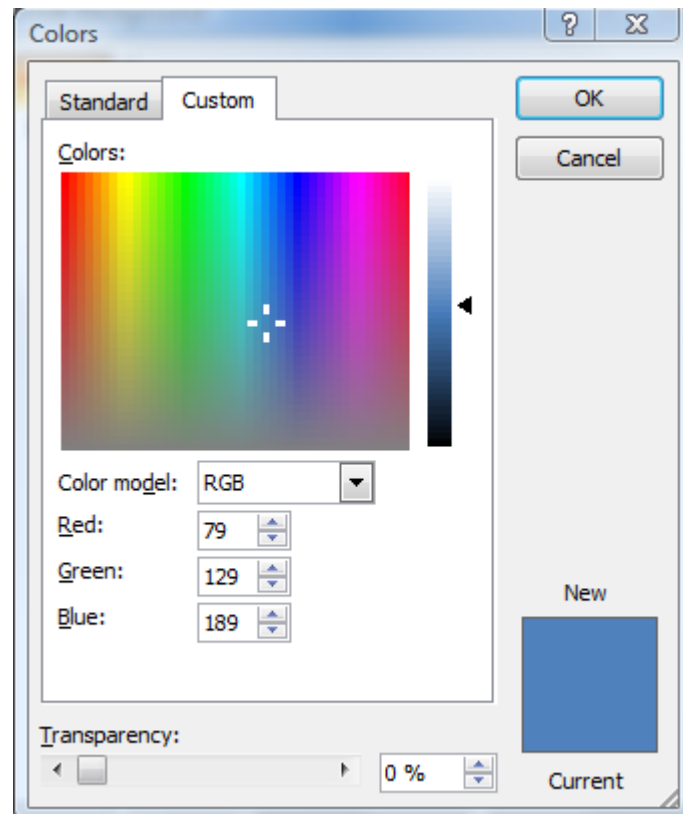 Colors
Standard Custom
OK
Cancel
Colors:
Color model: RGB
Red: 79
Green: 129
Blue: 189
New
Current
Transparency:
0 %